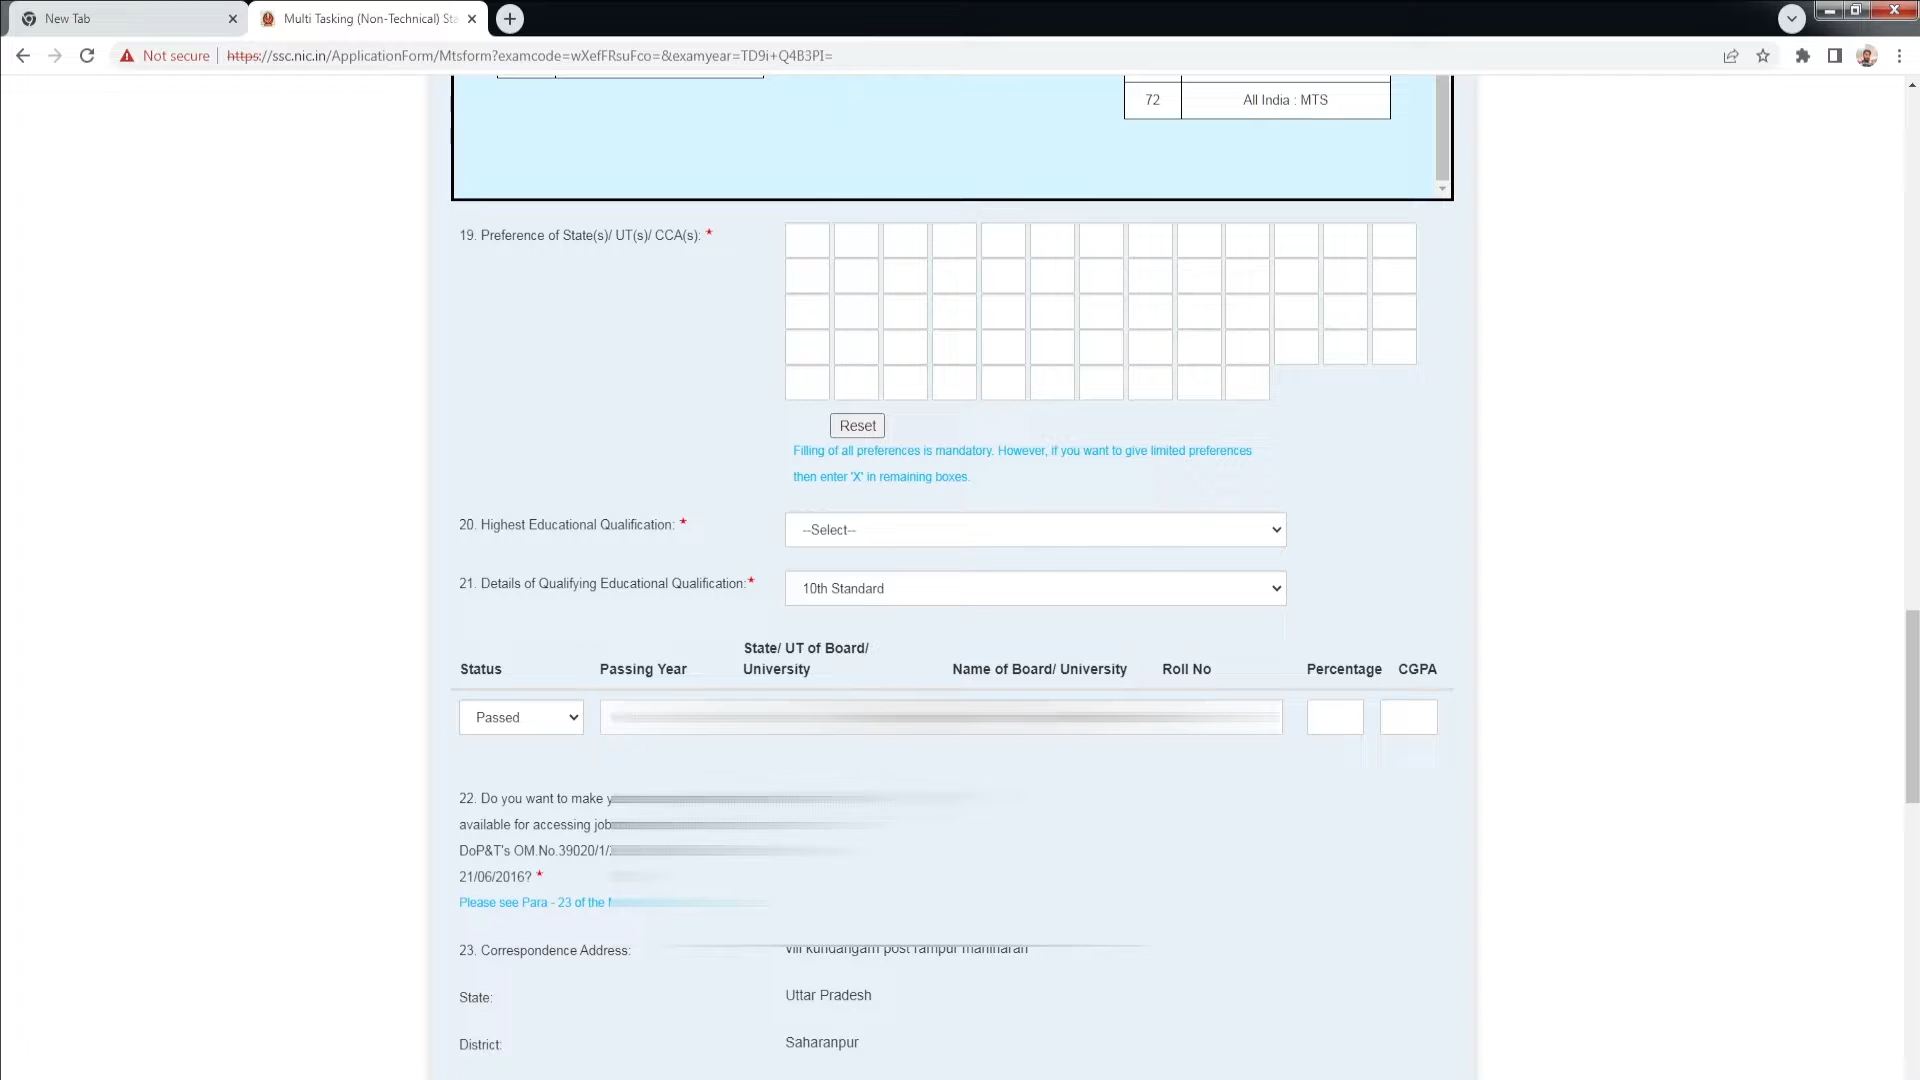 New Tab
Multi Tasking (Non-Technical) Sta
Not secure
https://ssc.nic.in/ApplicationForm/Mtsform?examcode=wXefFRsuFco=&examyear=TD9i+Q4B3PI=
72 All India : MTS
19. Preference of State(s)/ UT(s)/ CCA(s): *
Reset
Filling of all preferences is mandatory. However, if you want to give limited preferences
then enter 'X' in remaining boxes.
20. Highest Educational Qualification: *
--Select--
21. Details of Qualifying Educational Qualification:*
10th Standard
Status Passing Year State/ UT of Board/ University Name of Board/ University Roll No Percentage CGPA
Passed
22. Do you want to make
available for accessing job
DoP&T's OM.No.39020/1/
21/06/2016? *
Please see Para - 23 of the
23. Correspondence Address:
State: Uttar Pradesh
District: Saharanpur